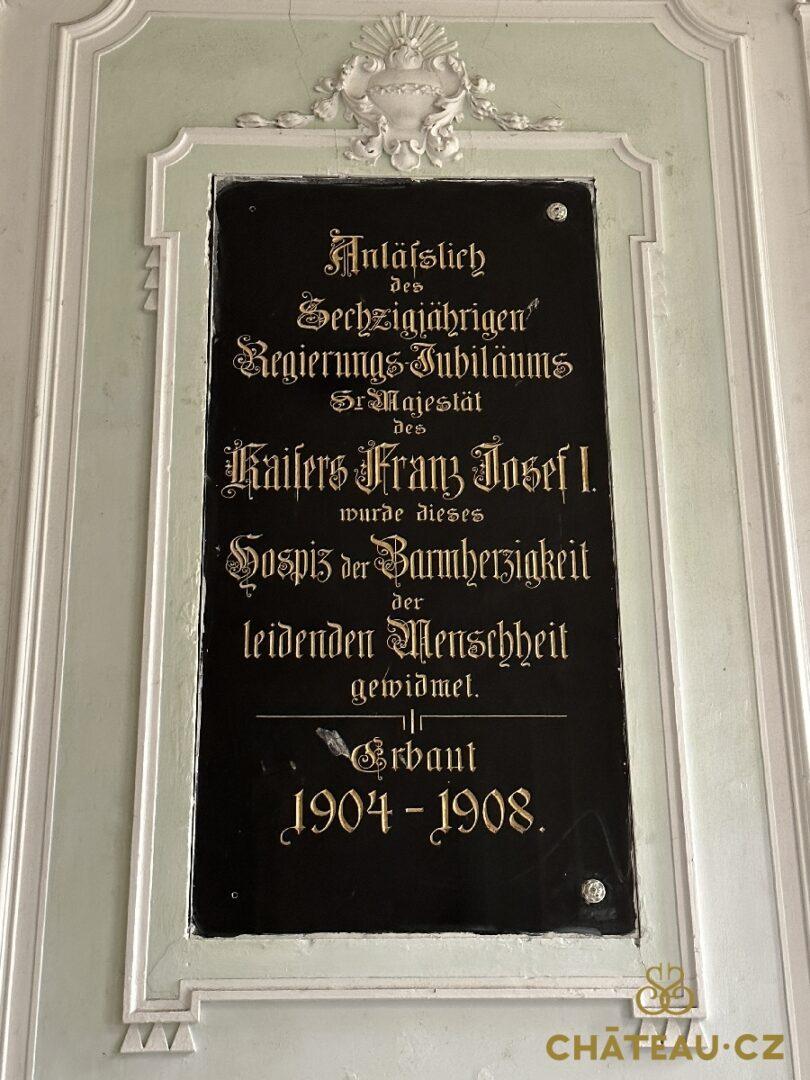 Anläſslich
des
Sechzigjährigen
Regierungs-Jubiläums
Sr Majestät
des
Kaiſers Franz Josef I.
wurde dieses
Hospiz der Barmherzigkeit
der
leidenden Menschheit
gewidmet.
Erbaut
1904-1908.
CHÂTEAU·CZ